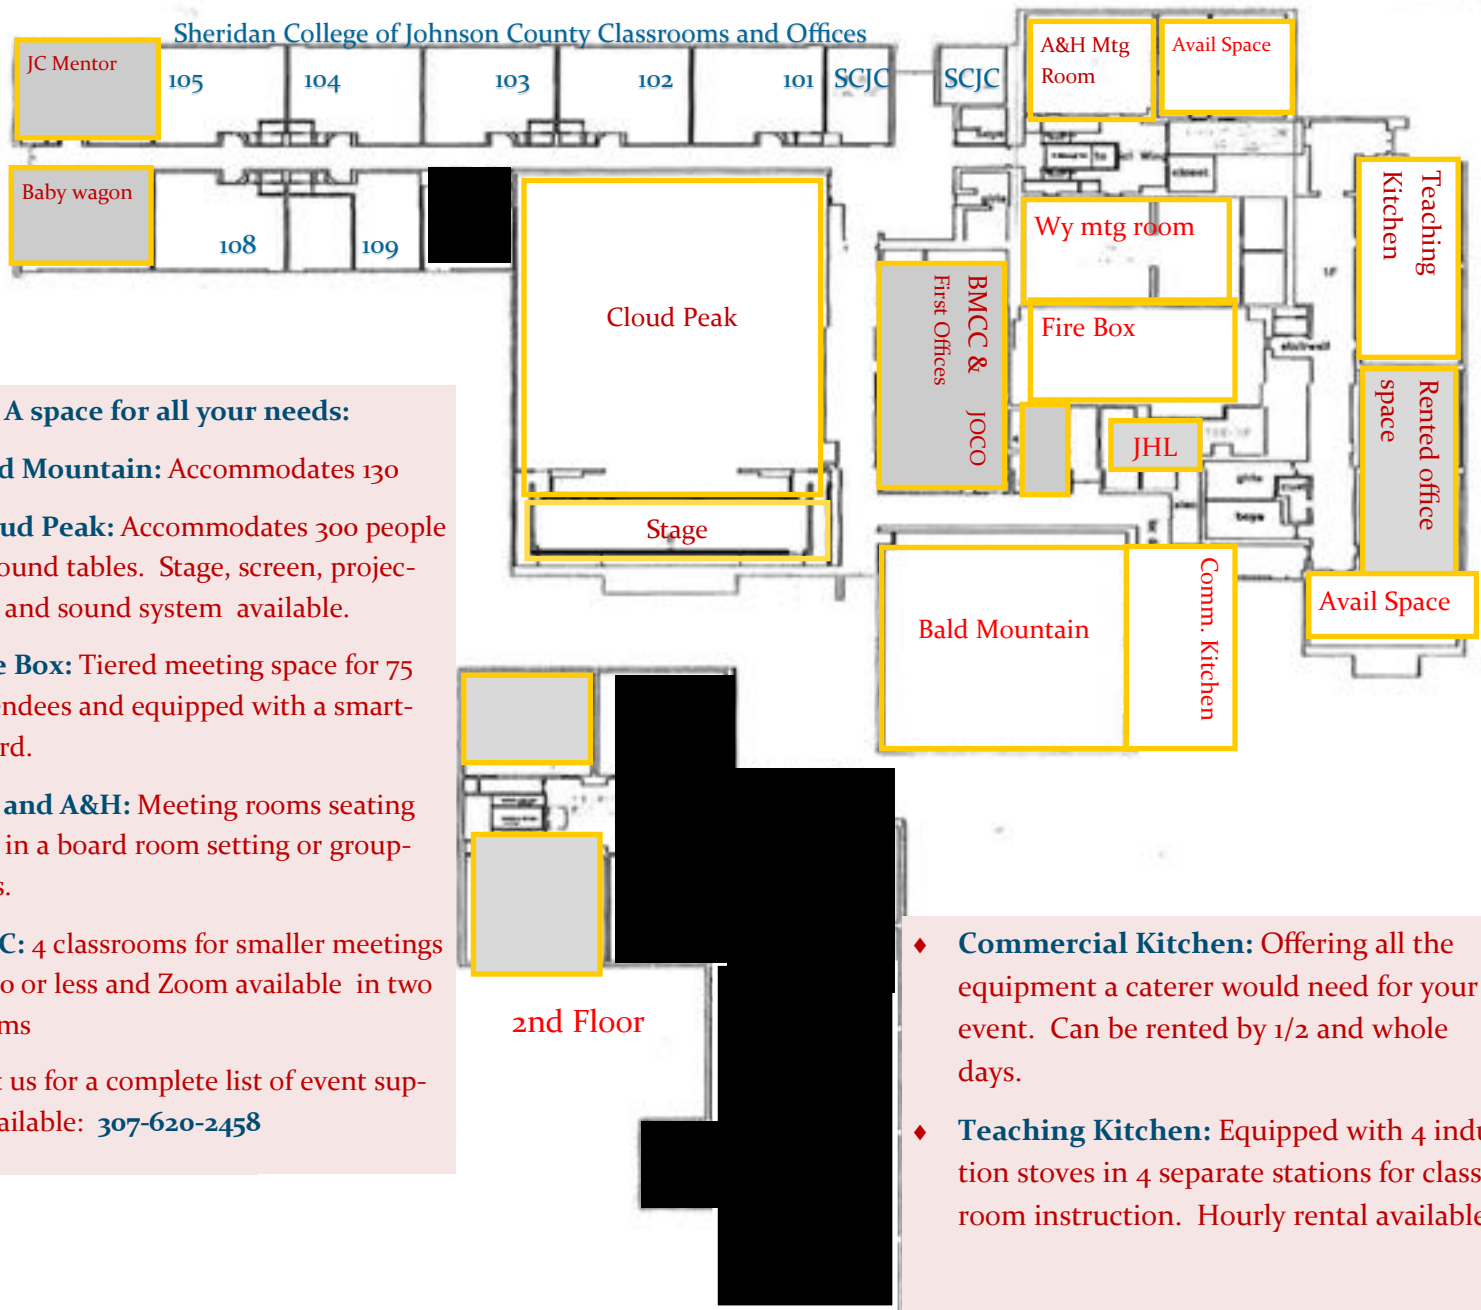 Sheridan College of Johnson County Classrooms and Offices
JC Mentor
105
104
103
102
101
SCJC
SCJC
A&H Mtg
Room
Avail Space
to
closet
Baby wagon
108
109
girls
Wy mtg room
Teaching
Kitchen
Cloud Peak
BMCC & JOCO
First Offices
Fire Box
stairwell
JHL
girls
boys
Rented office
space
Stage
Avail Space
Bald Mountain
Comm. Kitchen
A space for all your needs:
d Mountain: Accommodates 130
ud Peak: Accommodates 300 people
ound tables. Stage, screen, projec-
and sound system available.
e Box: Tiered meeting space for 75
endees and equipped with a smart-
rd.
and A&H: Meeting rooms seating
in a board room setting or group-
s.
C: 4 classrooms for smaller meetings
o or less and Zoom available in two
ms
t us for a complete list of event sup-
ailable: 307-620-2458
2nd Floor
♦ Commercial Kitchen: Offering all the
equipment a caterer would need for your
event. Can be rented by 1/2 and whole
days.
♦ Teaching Kitchen: Equipped with 4 indu
tion stoves in 4 separate stations for class
room instruction. Hourly rental available